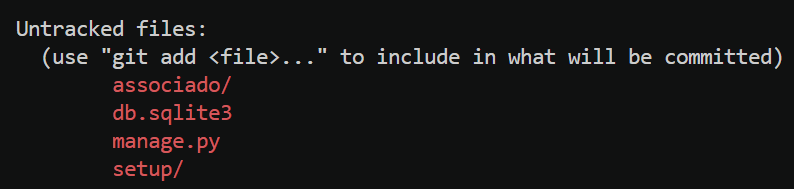 Untracked files:
(use "git add <file>..." to include in what will be committed)
associado/
db.sqlite3
manage.py
setup/